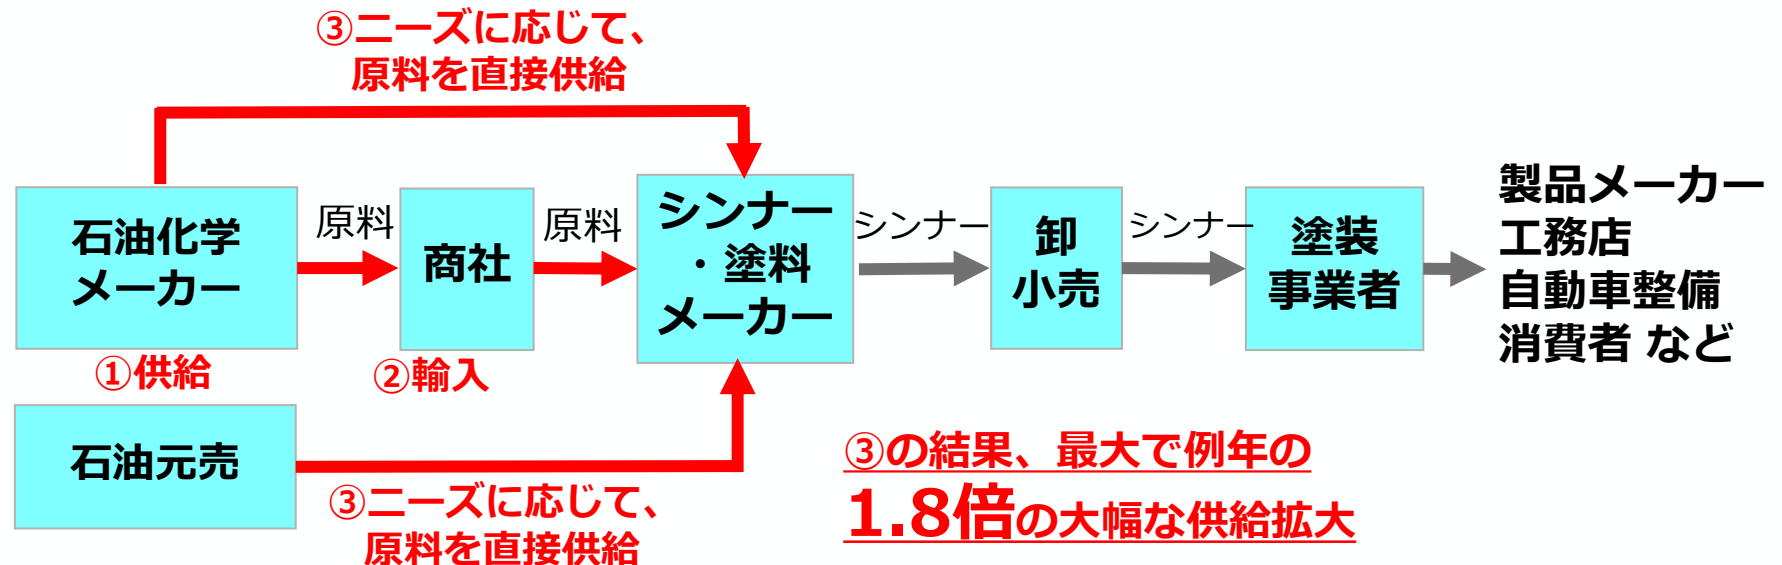 ③ニーズに応じて、
原料を直接供給
石油化学
メーカー
原料
商社
原料
シンナー
・塗料
メーカー
シンナー
卸
小売
シンナー
塗装
事業者
製品メーカー
工務店
自動車整備
消費者 など
①供給
②輸入
石油元売
③ニーズに応じて、
原料を直接供給
③の結果、最大で例年の
1.8倍の大幅な供給拡大